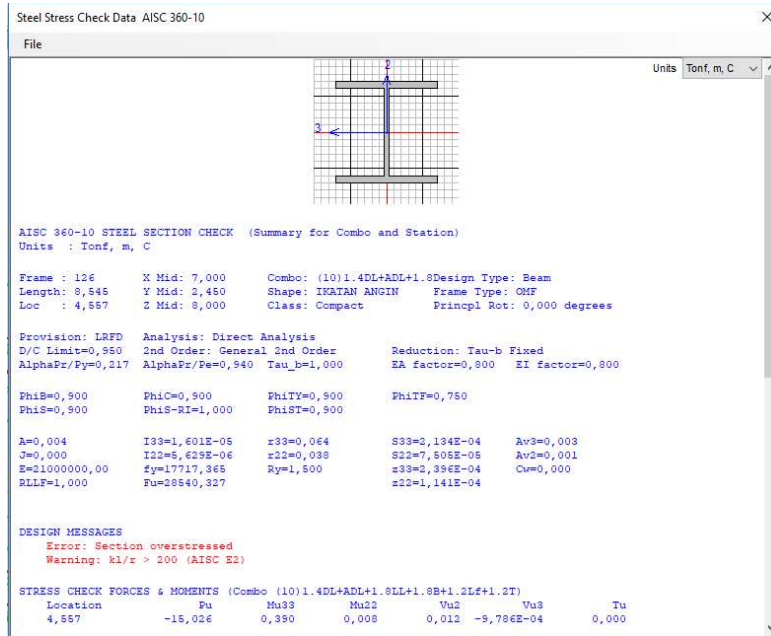 Steel Stress Check Data AISC 360-10
File
Units Tonf, m, C
2
3
AISC 360-10 STEEL SECTION CHECK (Summary for Combo and Station)
Units : Tonf, m, C
Frame : 126 X Mid: 7,000 Combo: (10)1.4DL+ADL+1.8Design Type: Beam
Length: 8,545 Y Mid: 2,450 Shape: IKATAN ANGIN Frame Type: OMF
Loc : 4,557 Z Mid: 8,000 Class: Compact Princpl Rot: 0,000 degrees
Provision: LRFD Analysis: Direct Analysis
D/C Limit=0,950 2nd Order: General 2nd Order Reduction: Tau-b Fixed
AlphaPr/Py=0,217 AlphaPr/Pe=0,940 Tau_b=1,000 EA factor=0,800 EI factor=0,800
PhiB=0,900 PhiC=0,900 PhiTY=0,900 PhiTF=0,750
PhiS=0,900 PhiS-RI=1,000 PhiST=0,900
A=0,004 I33=1,601E-05 r33=0,064 S33=2,134E-04 Av3=0,003
J=0,000 I22=5,629E-06 r22=0,038 S22=7,505E-05 Av2=0,001
E=21000000,00 fy=17717,365 Ry=1,500 z33=2,396E-04 Cw=0,000
RLLF=1,000 Fu=28540,327 z22=1,141E-04
DESIGN MESSAGES
Error: Section overstressed
Warning: kl/r > 200 (AISC E2)
STRESS CHECK FORCES & MOMENTS (Combo (10)1.4DL+ADL+1.8LL+1.8B+1.2Lf+1.2T)
Location Pu Mu33 Mu22 Vu2 Vu3 Tu
4,557 -15,026 0,390 0,008 0,012 -9,786E-04 0,000